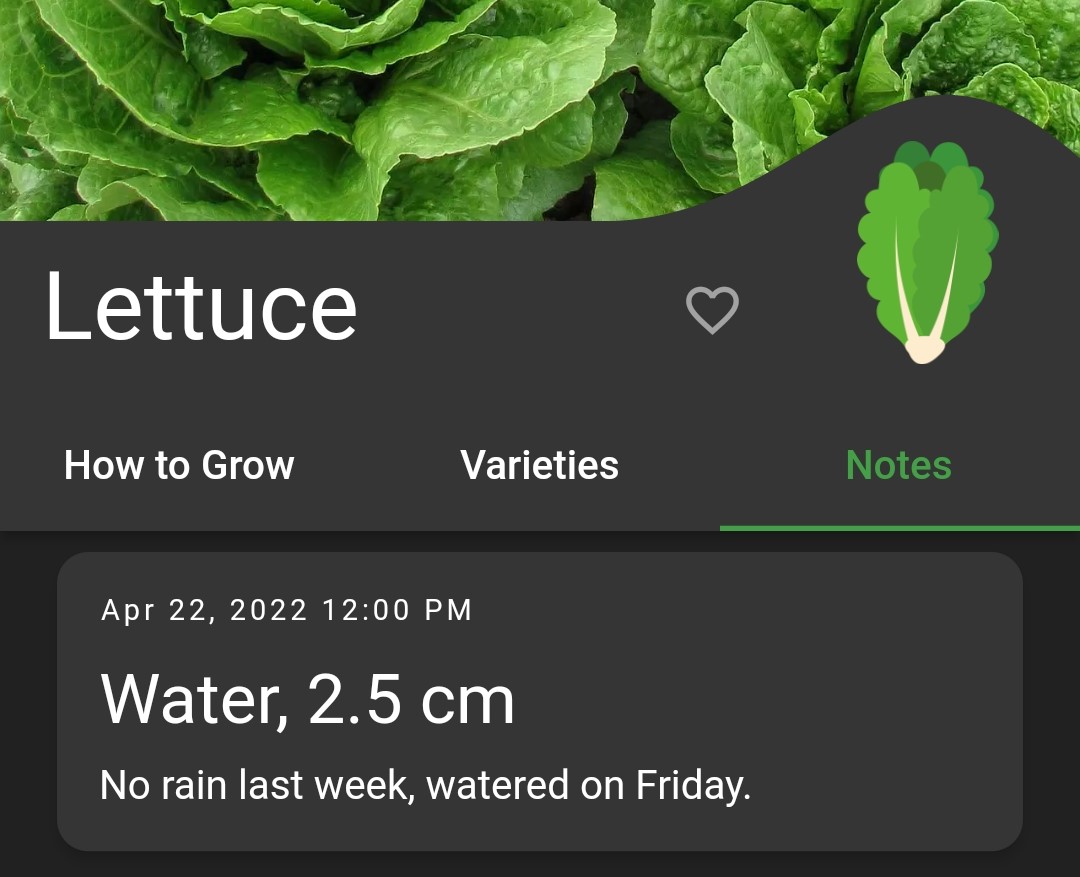 Lettuce
How to Grow Varieties Notes
Apr 22, 2022 12:00 PM
Water, 2.5 cm
No rain last week, watered on Friday.